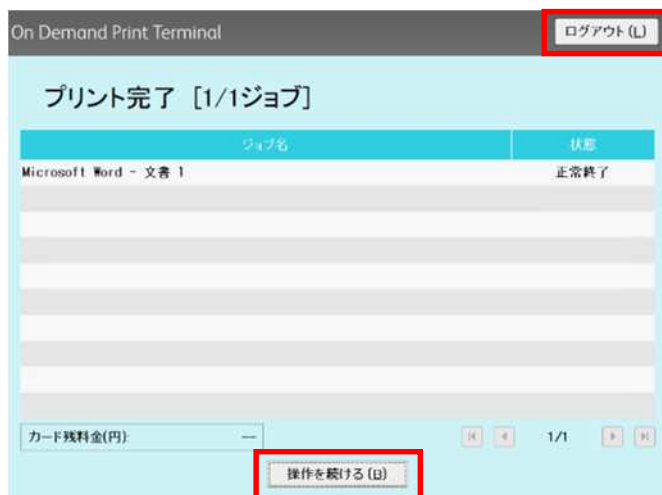 On Demand Print Terminal
ログアウト(L)
プリント完了 [1/1ジョブ]
ジョブ名 状態
Microsoft Word - 文書 1 正常終了
カード残料金(円): --
1/1
操作を続ける(B)